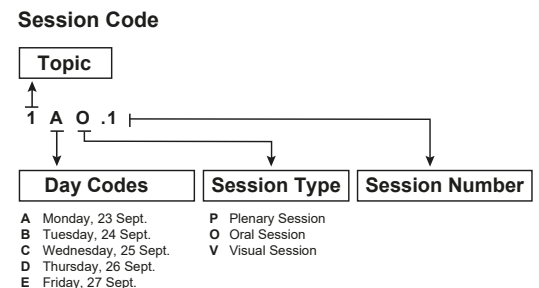 Session Code
Topic
1 A O .1
Day Codes
Session Type
Session Number
A Monday, 23 Sept.
B Tuesday, 24 Sept.
C Wednesday, 25 Sept.
D Thursday, 26 Sept.
E Friday, 27 Sept.
P Plenary Session
O Oral Session
V Visual Session